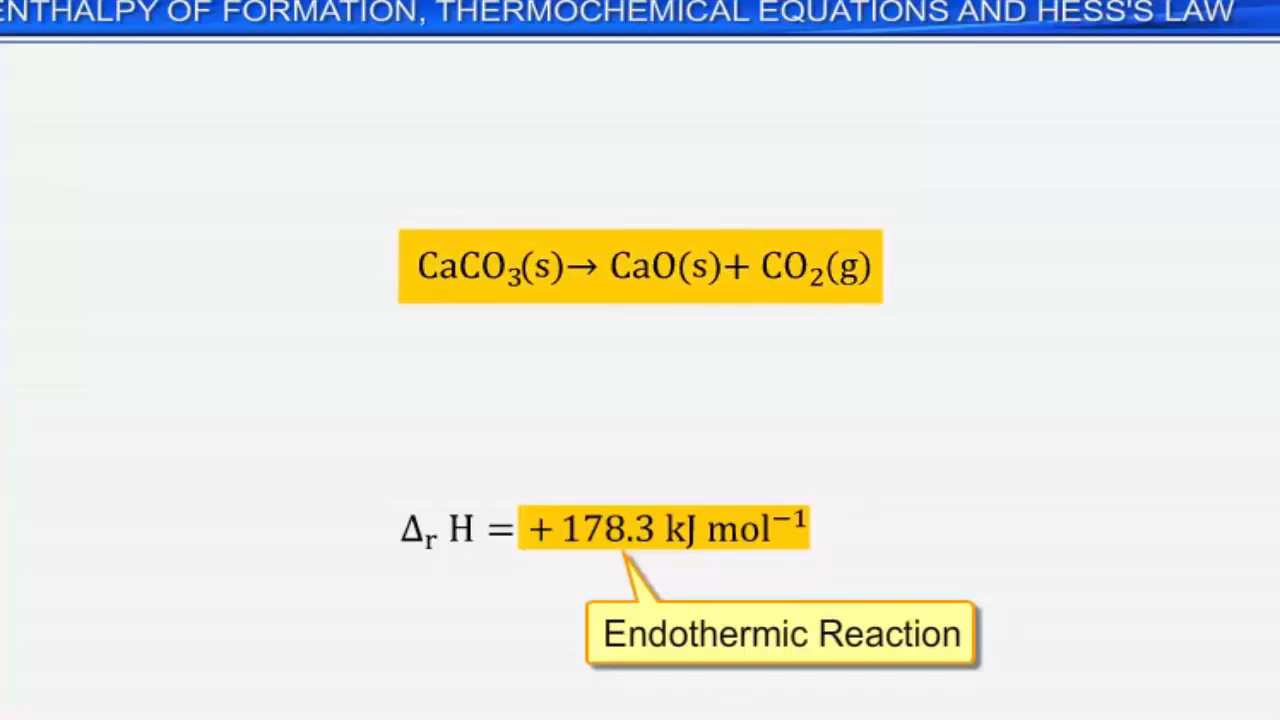 ENTHALPY OF FORMATION, THERMOCHEMICAL EQUATIONS AND HESS'S LAW
CaCO₃(s)→ CaO(s)+ CO₂(g)
Δᵣ H = + 178.3 kJ mol⁻¹
Endothermic Reaction